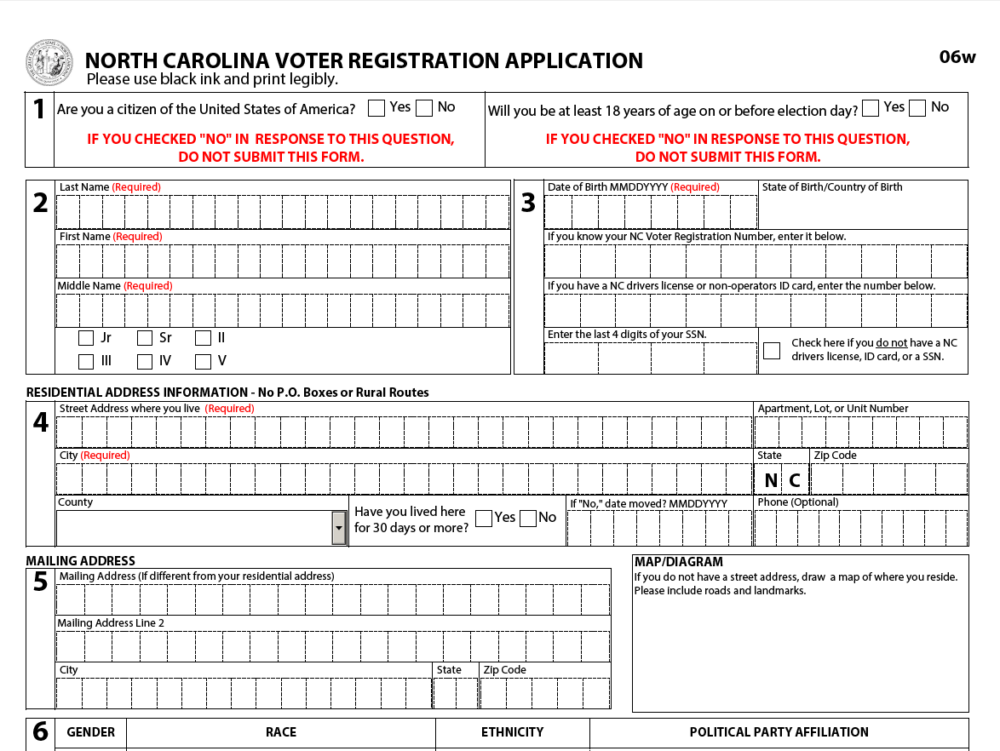 NORTH CAROLINA VOTER REGISTRATION APPLICATION
06w
Please use black ink and print legibly.
1
Are you a citizen of the United States of America? Yes No
IF YOU CHECKED "NO" IN RESPONSE TO THIS QUESTION,
DO NOT SUBMIT THIS FORM.
Will you be at least 18 years of age on or before election day? Yes No
IF YOU CHECKED "NO" IN RESPONSE TO THIS QUESTION,
DO NOT SUBMIT THIS FORM.
2
Last Name (Required)
First Name (Required)
Middle Name (Required)
Jr Sr II
III IV V
3
Date of Birth MMDDYYYY (Required)
State of Birth/Country of Birth
If you know your NC Voter Registration Number, enter it below.
If you have a NC drivers license or non-operators ID card, enter the number below.
Enter the last 4 digits of your SSN.
Check here if you do not have a NC
drivers license, ID card, or a SSN.
RESIDENTIAL ADDRESS INFORMATION - No P.O. Boxes or Rural Routes
4
Street Address where you live (Required)
Apartment, Lot, or Unit Number
City (Required)
State
N C
Zip Code
County
Have you lived here
for 30 days or more?
Yes No
If "No," date moved? MMDDYYYY
Phone (Optional)
MAILING ADDRESS
5
Mailing Address (If different from your residential address)
Mailing Address Line 2
City
State
Zip Code
MAP/DIAGRAM
If you do not have a street address, draw a map of where you reside.
Please include roads and landmarks.
6
GENDER
RACE
ETHNICITY
POLITICAL PARTY AFFILIATION